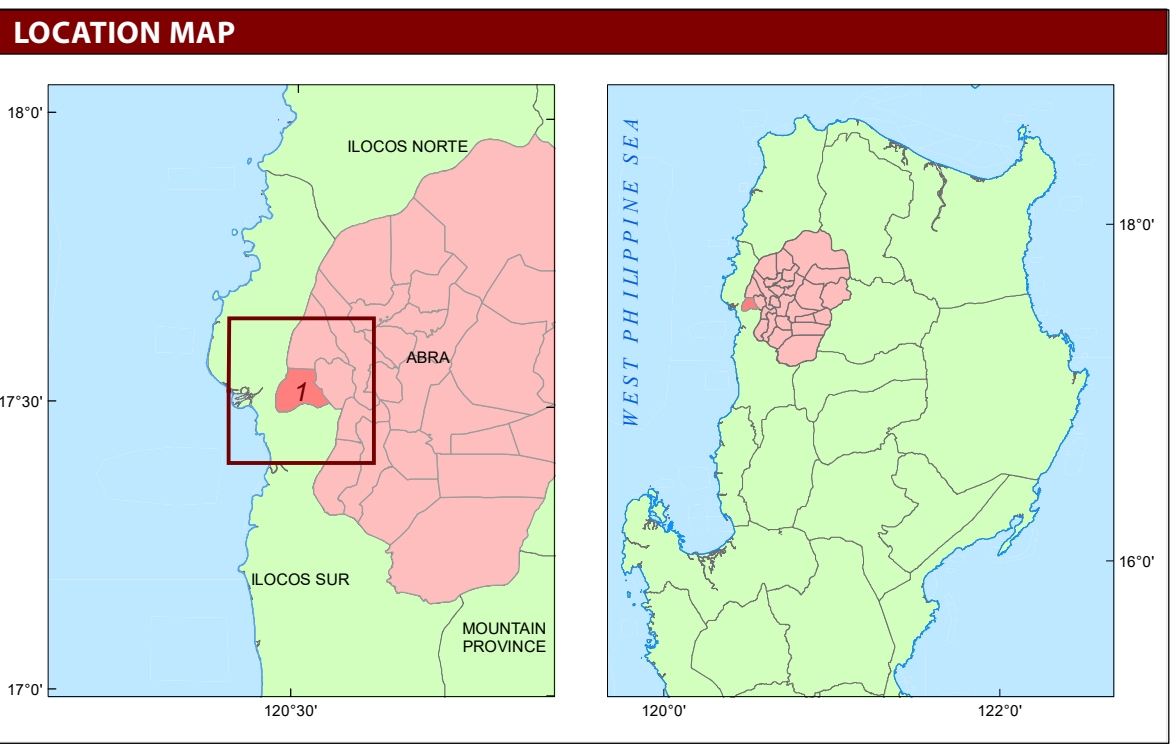 LOCATION MAP
18°0'
ILOCOS NORTE
ABRA
1
17°30'
ILOCOS SUR
MOUNTAIN
PROVINCE
17°0'
120°30'
WEST PHILIPPINE SEA
18°0'
16°0'
120°0'
122°0'